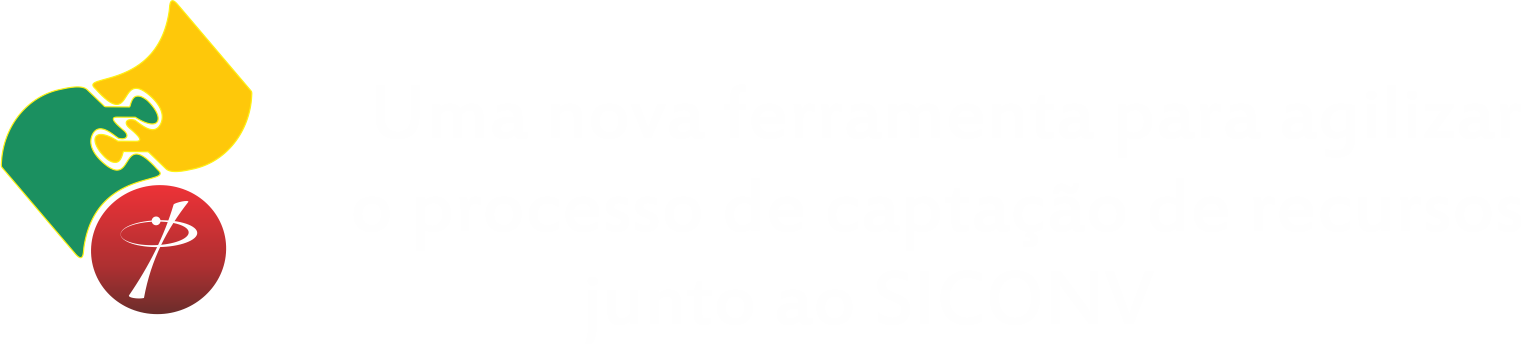 Uma nova ferramenta para agilizar
o processo de captação de recursos
junto ao SICONV